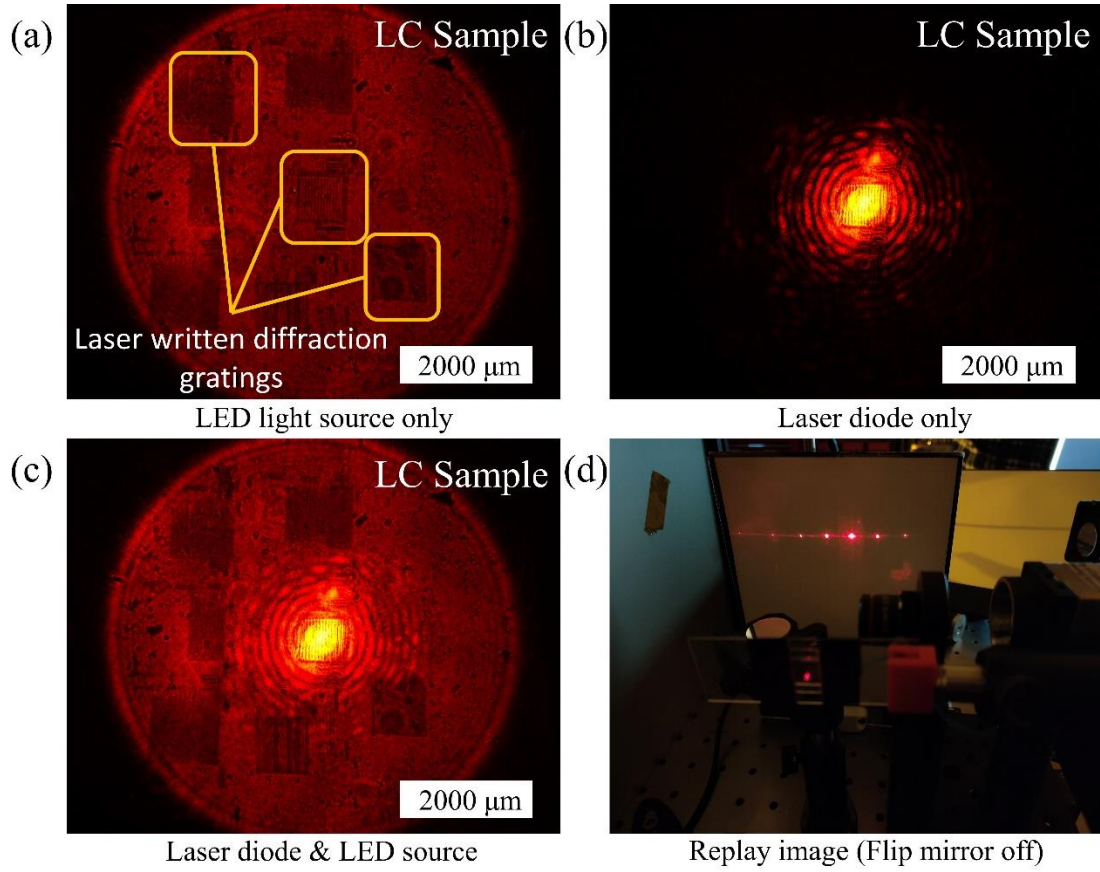 (a)
LC Sample
Laser written diffraction
gratings
2000 μm
LED light source only
(b)
LC Sample
2000 μm
Laser diode only
(c)
LC Sample
2000 μm
Laser diode & LED source
(d)
Replay image (Flip mirror off)